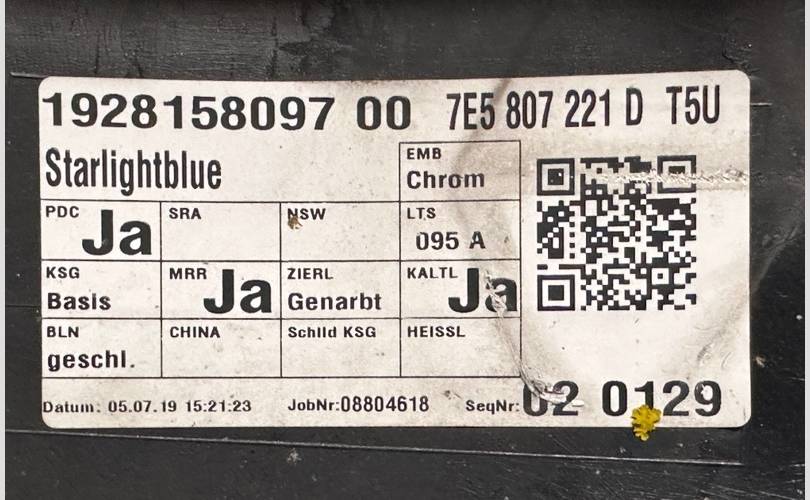 1928158097 00 7E5 807 221 D T5U
Starlightblue
EMB
Chrom
PDC Ja
SRA
NSW
LTS
095 A
KSG
Basis
MRR Ja
ZIERL
Genarbt
KALTL Ja
BLN
geschl.
CHINA
Schild KSG
HEISSL
Datum: 05.07.19 15:21:23 JobNr:08804618 SeqNr:02 0129